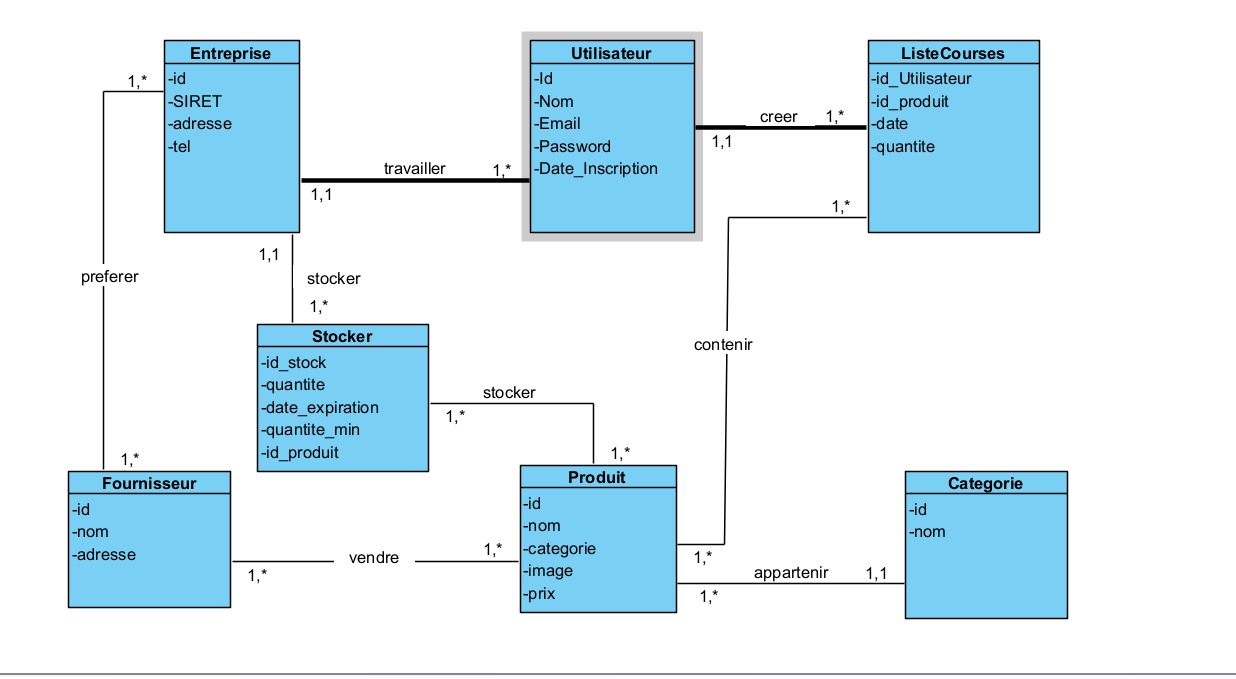 Entreprise
-id
-SIRET
-adresse
-tel
Utilisateur
-Id
-Nom
-Email
-Password
-Date_Inscription
ListeCourses
-id_Utilisateur
-id_produit
-date
-quantite
1,*
creer
1,*
1,1
travailler
1,*
1,1
1,*
1,1
preferer
stocker
1,*
contenir
Stocker
-id_stock
-quantite
-date_expiration
-quantite_min
-id_produit
stocker
1,*
1,*
1,*
Fournisseur
-id
-nom
-adresse
Produit
-id
-nom
-categorie
-image
-prix
Categorie
-id
-nom
vendre
1,*
1,*
1,*
appartenir
1,1
1,*